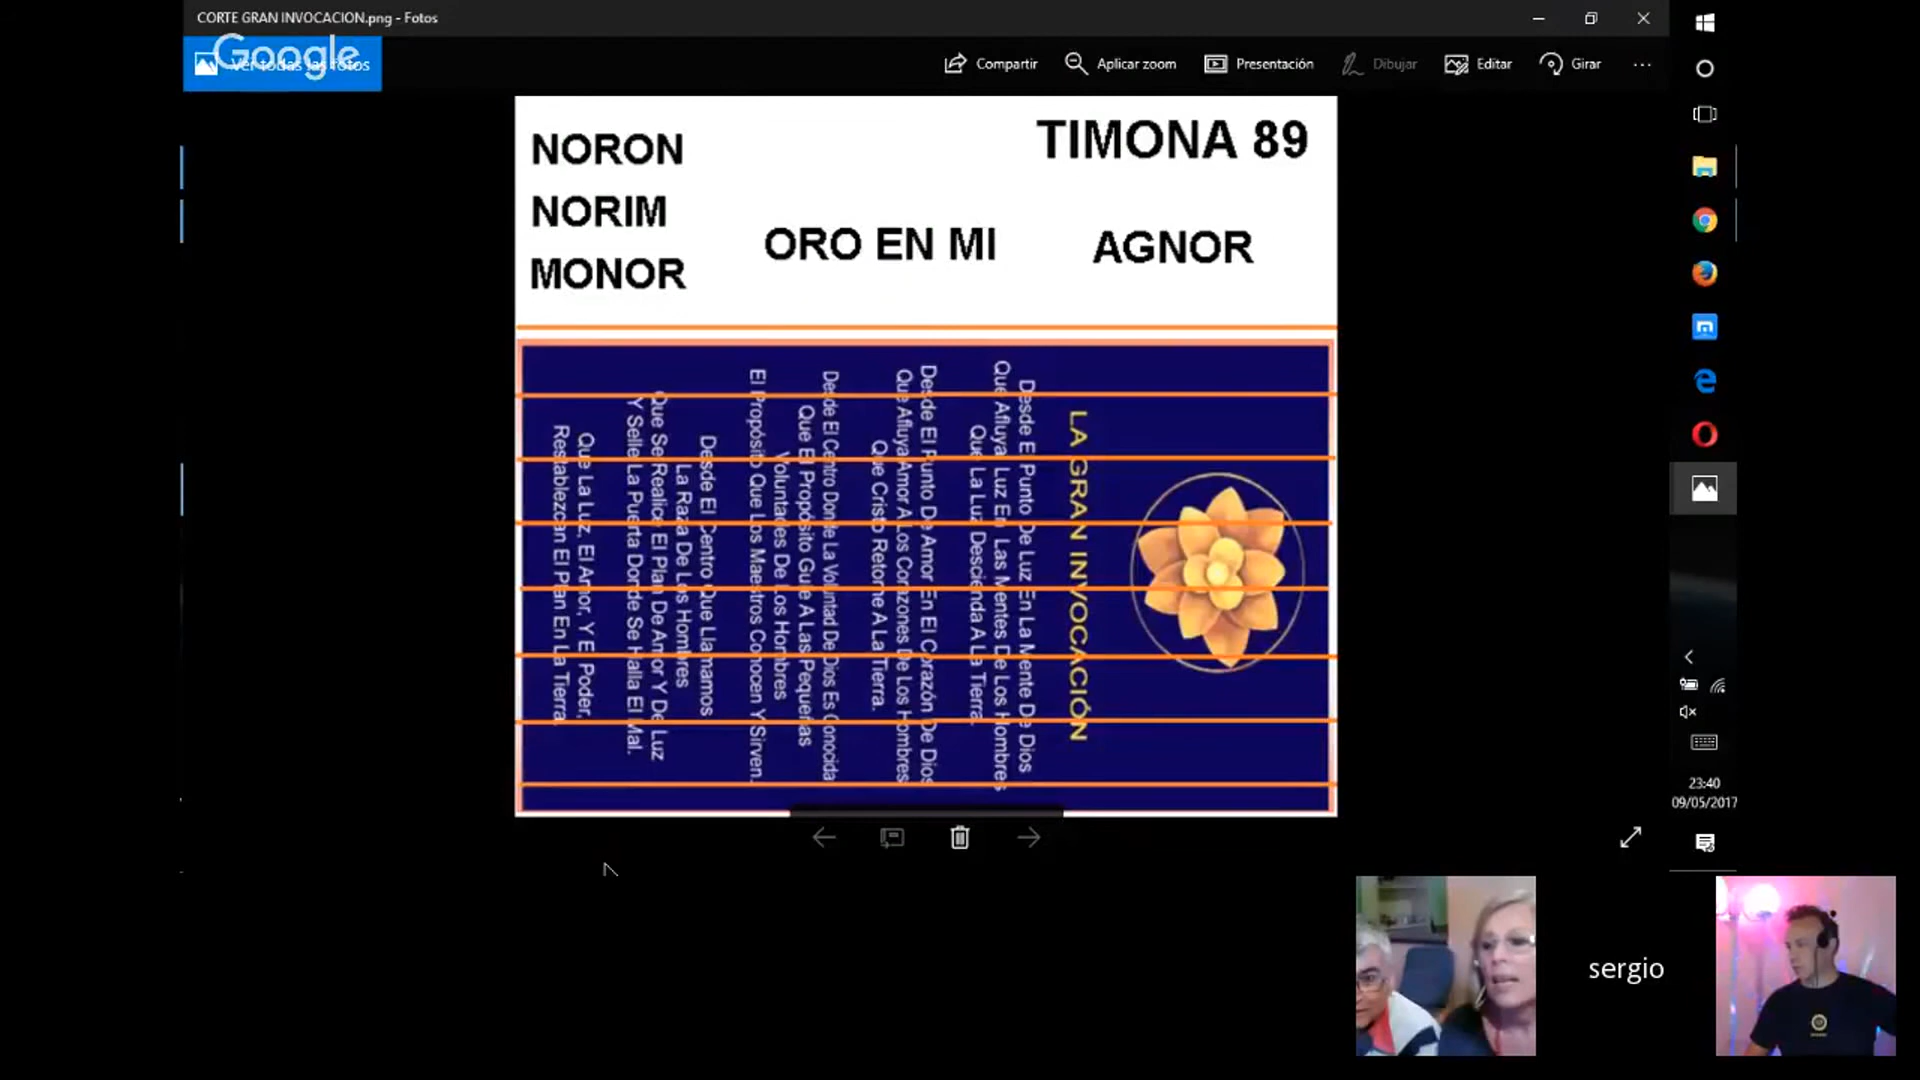 CORTE GRAN INVOCACION.png - Fotos
Google
Ver todas las fotos
Compartir
Aplicar zoom
Presentación
Dibujar
Editar
Girar
NORON
NORIM
MONOR
ORO EN MI
TIMONA 89
AGNOR
LA GRAN INVOCACIÓN
Desde E Punto De Luz En La Mente De Dios
Que Afluya Luz En Las Mentes De Los Hombres
Que La Luz Descienda A La Tierra.
Desde El Punto De Amor En El Corazón De Dios
Que Afluya Amor A Los Corazones De Los Hombres
Que Cristo Retorne A La Tierra.
Desde El Centro Donde La Voluntad De Dios Es Conocida
Que El Propósito Guíe A Las Pequeñas
Voluntades De Los Hombres
El Propósito Que Los Maestros Conocen Y Sirven.
Desde El Centro Que Llamamos
La Raza De Los Hombres
Que Se Realice El Plan De Amor Y De Luz
Y Selle La Puerta Donde Se Halla El Mal.
Que La Luz, El Amor, Y El Poder,
Restablezcan El Plan En La Tierra
23:40
09/05/2017
sergio